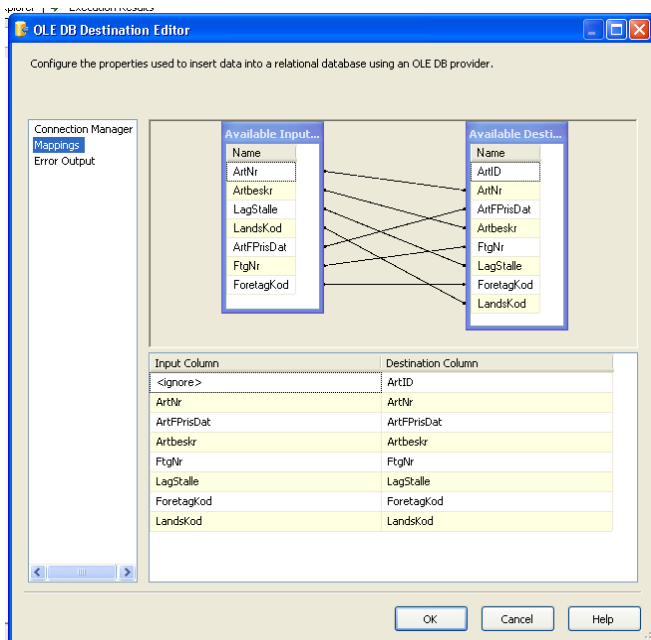 OLE DB Destination Editor
Configure the properties used to insert data into a relational database using an OLE DB provider.
Connection Manager
Mappings
Error Output
Available Input...
Name
ArtNr
Artbeskr
LagStalle
LandsKod
ArtFPrisDat
FtgNr
ForetagKod
Available Desti...
Name
ArtID
ArtNr
ArtFPrisDat
Artbeskr
FtgNr
LagStalle
ForetagKod
LandsKod
Input Column Destination Column
<ignore> ArtID
ArtNr ArtNr
ArtFPrisDat ArtFPrisDat
Artbeskr Artbeskr
FtgNr FtgNr
LagStalle LagStalle
ForetagKod ForetagKod
LandsKod LandsKod
OK Cancel Help